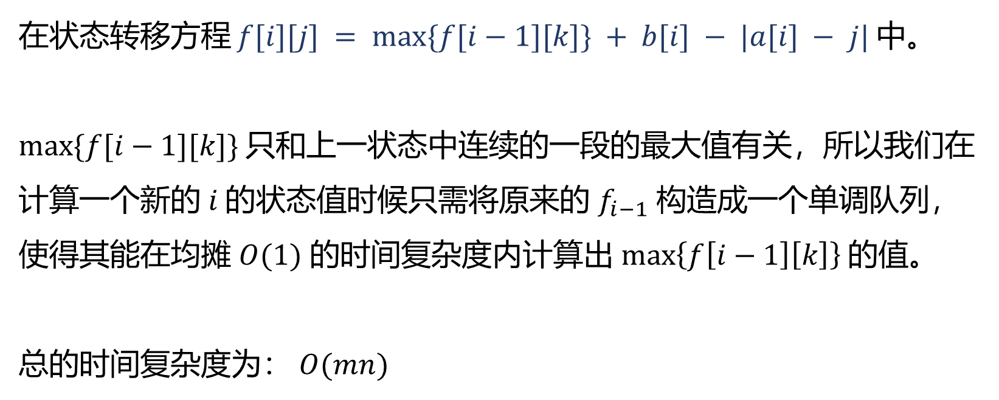 在状态转移方程 f[i][j] = max{f[i − 1][k]} + b[i] − |a[i] − j| 中。
max{f[i − 1][k]} 只和上一状态中连续的一段的最大值有关，所以我们在
计算一个新的 i 的状态值时候只需将原来的 f_{i−1} 构造成一个单调队列，
使得其能在均摊 O(1) 的时间复杂度内计算出 max{f[i − 1][k]} 的值。
总的时间复杂度为： O(mn)